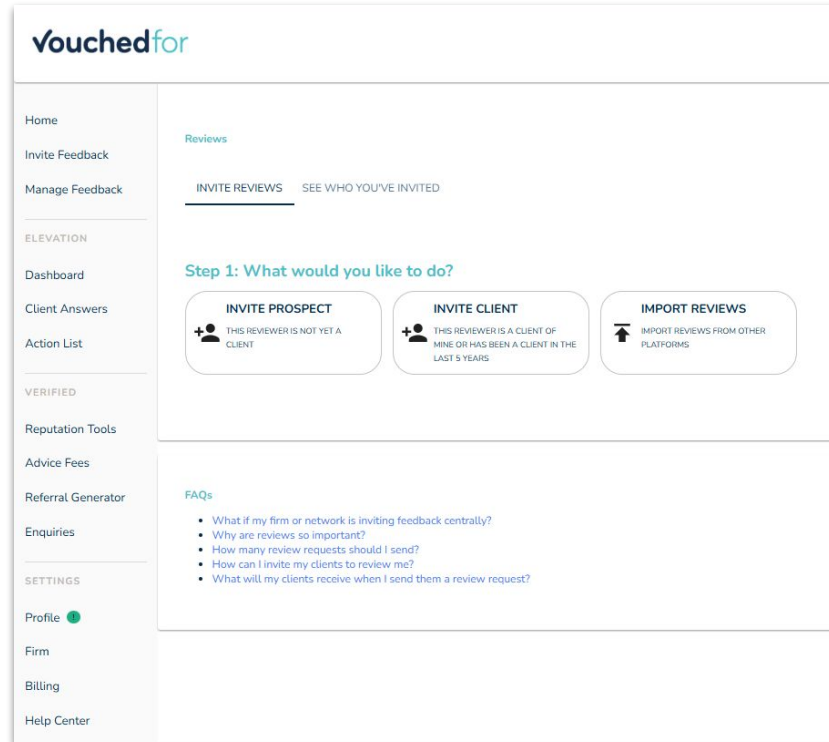 Vouchedfor
Home
Invite Feedback
Manage Feedback
ELEVATION
Dashboard
Client Answers
Action List
VERIFIED
Reputation Tools
Advice Fees
Referral Generator
Enquiries
SETTINGS
Profile !
Firm
Billing
Help Center
Reviews
INVITE REVIEWS SEE WHO YOU'VE INVITED
Step 1: What would you like to do?
INVITE PROSPECT
THIS REVIEWER IS NOT YET A
CLIENT
INVITE CLIENT
THIS REVIEWER IS A CLIENT OF
MINE OR HAS BEEN A CLIENT IN THE
LAST 5 YEARS
IMPORT REVIEWS
IMPORT REVIEWS FROM OTHER
PLATFORMS
FAQs
• What if my firm or network is inviting feedback centrally?
• Why are reviews so important?
• How many review requests should I send?
• How can I invite my clients to review me?
• What will my clients receive when I send them a review request?